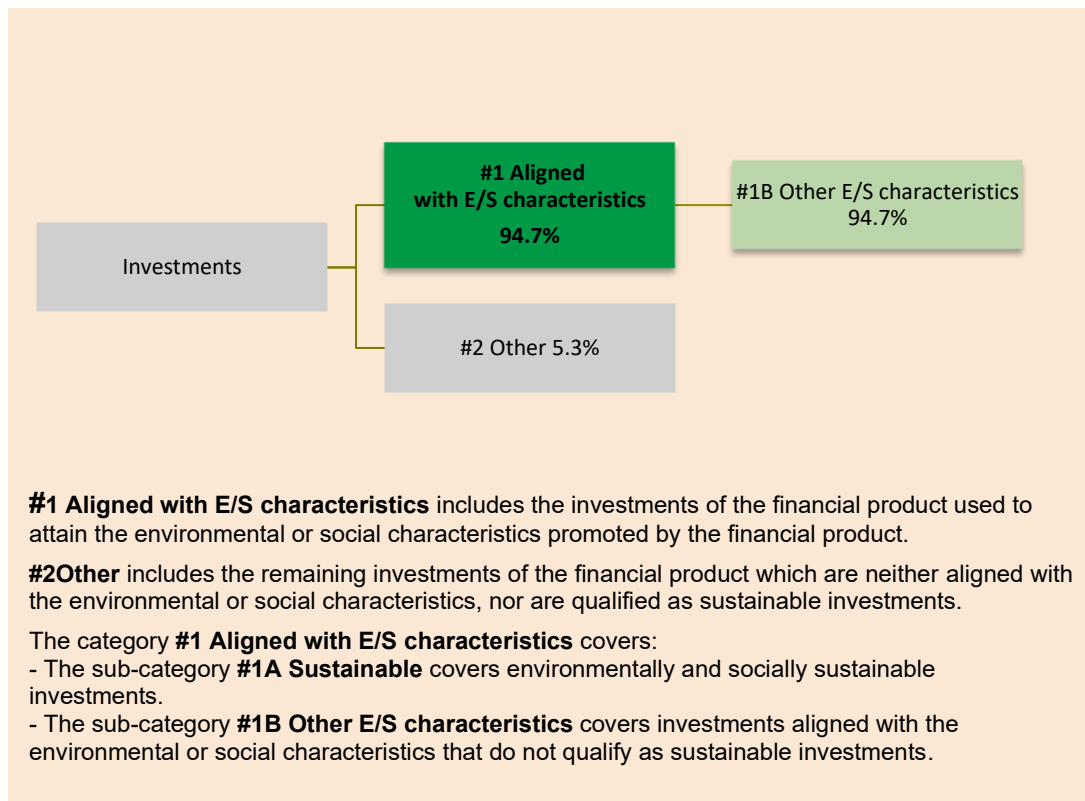 #1 Aligned
with E/S characteristics
94.7%
#1B Other E/S characteristics
94.7%
Investments
#2 Other 5.3%
#1 Aligned with E/S characteristics includes the investments of the financial product used to
attain the environmental or social characteristics promoted by the financial product.
#2Other includes the remaining investments of the financial product which are neither aligned with
the environmental or social characteristics, nor are qualified as sustainable investments.
The category #1 Aligned with E/S characteristics covers:
- The sub-category #1A Sustainable covers environmentally and socially sustainable
investments.
- The sub-category #1B Other E/S characteristics covers investments aligned with the
environmental or social characteristics that do not qualify as sustainable investments.